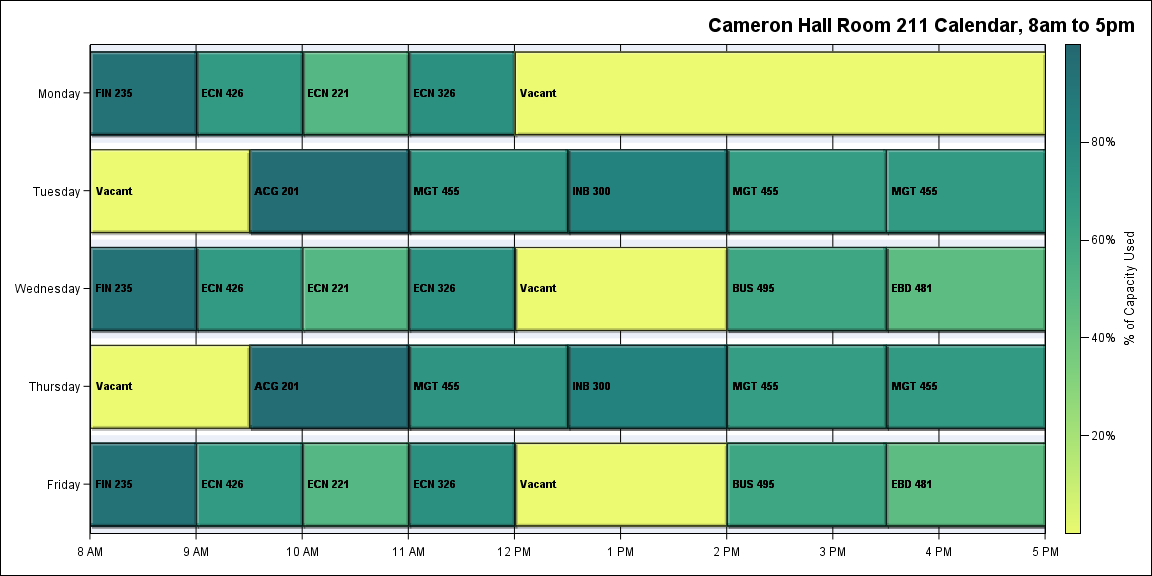 Cameron Hall Room 211 Calendar, 8am to 5pm
Monday
FIN 235
ECN 426
ECN 221
ECN 326
Vacant
Tuesday
Vacant
ACG 201
MGT 455
INB 300
MGT 455
MGT 455
Wednesday
FIN 235
ECN 426
ECN 221
ECN 326
Vacant
BUS 495
EBD 481
Thursday
Vacant
ACG 201
MGT 455
INB 300
MGT 455
MGT 455
Friday
FIN 235
ECN 426
ECN 221
ECN 326
Vacant
BUS 495
EBD 481
8 AM
9 AM
10 AM
11 AM
12 PM
1 PM
2 PM
3 PM
4 PM
5 PM
80%
60%
40%
20%
% of Capacity Used